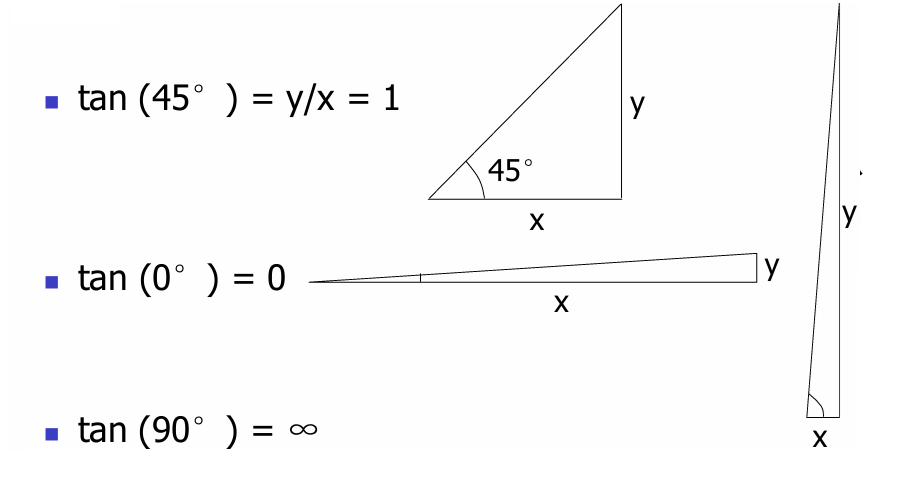 ▪ tan (45° ) = y/x = 1
45°
y
x
▪ tan (0° ) = 0
y
x
▪ tan (90° ) = ∞
y
x